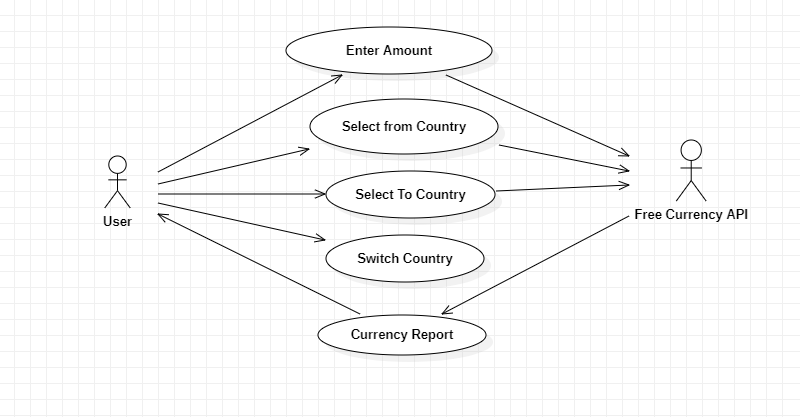 Enter Amount
Select from Country
Select To Country
User
Free Currency API
Switch Country
Currency Report